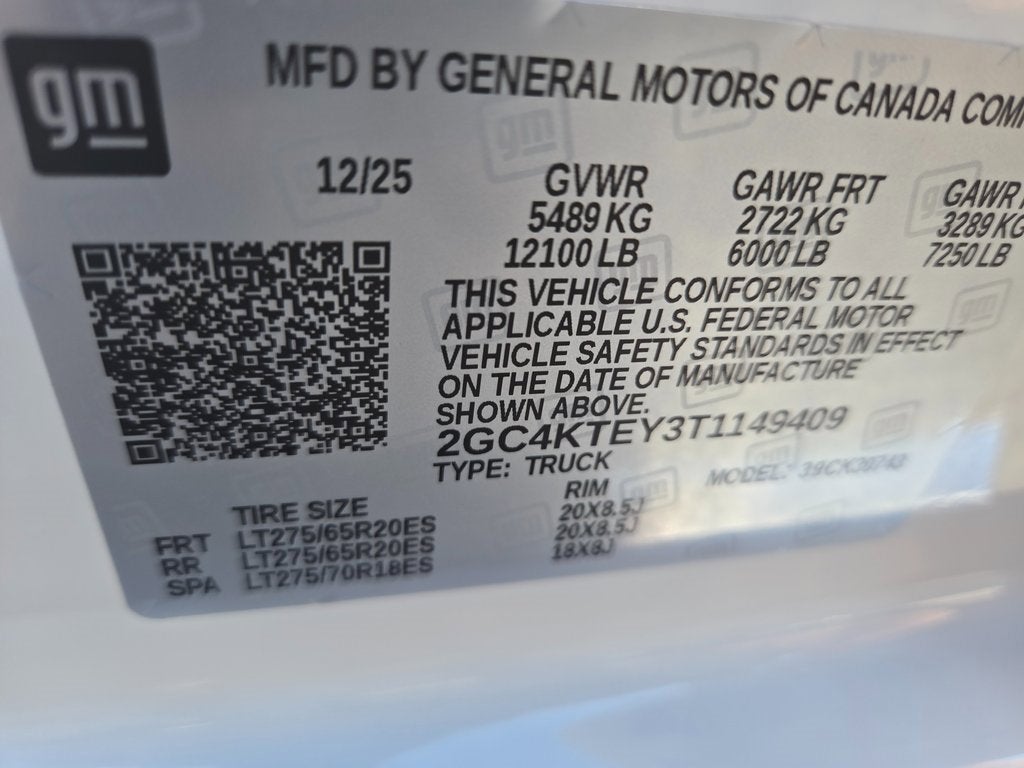 gm
MFD BY GENERAL MOTORS OF CANADA
12/25
GVWR GAWR FRT GAWR
5489 KG 2722 KG 3289 KG
12100 LB 6000 LB 7250 LB
THIS VEHICLE CONFORMS TO ALL
APPLICABLE U.S. FEDERAL MOTOR
VEHICLE SAFETY STANDARDS IN EFFECT
ON THE DATE OF MANUFACTURE
SHOWN ABOVE.
2GC4KTEY3T1149409
TYPE: TRUCK MODEL:
TIRE SIZE RIM
FRT LT275/65R20ES 20X8.5J
RR LT275/65R20ES 20X8.5J
SPA LT275/70R18ES 18X8J